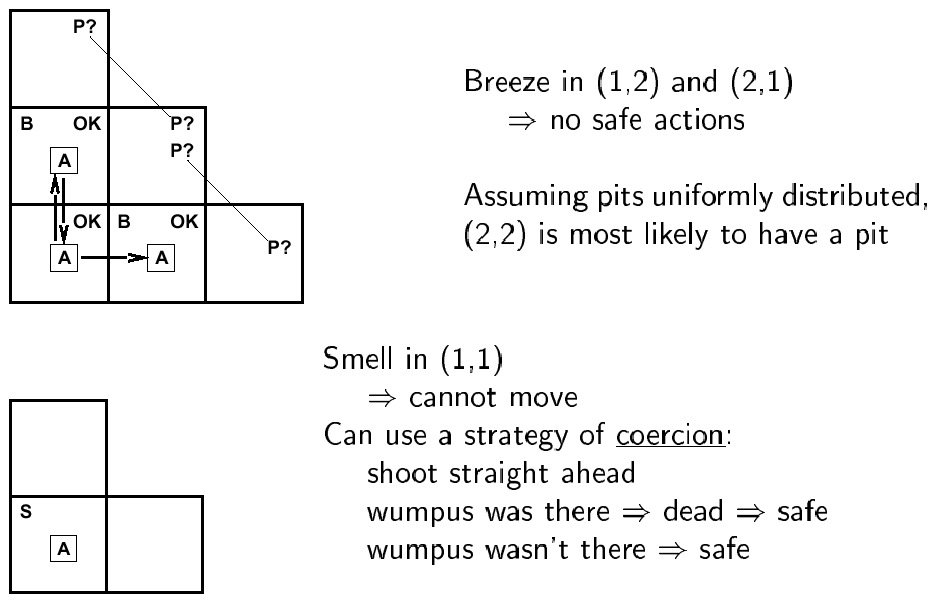 P?
B OK P?
A P?
OK B OK
A A P?
Breeze in (1,2) and (2,1)
⇒ no safe actions
Assuming pits uniformly distributed,
(2,2) is most likely to have a pit
S
A
Smell in (1,1)
⇒ cannot move
Can use a strategy of coercion:
shoot straight ahead
wumpus was there ⇒ dead ⇒ safe
wumpus wasn't there ⇒ safe